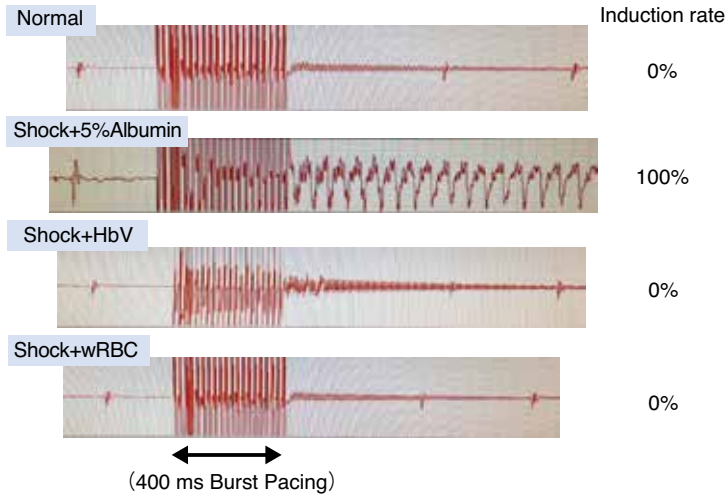 Normal
Induction rate
0%
Shock+5%Albumin
100%
Shock+HbV
0%
Shock+wRBC
0%
(400 ms Burst Pacing)